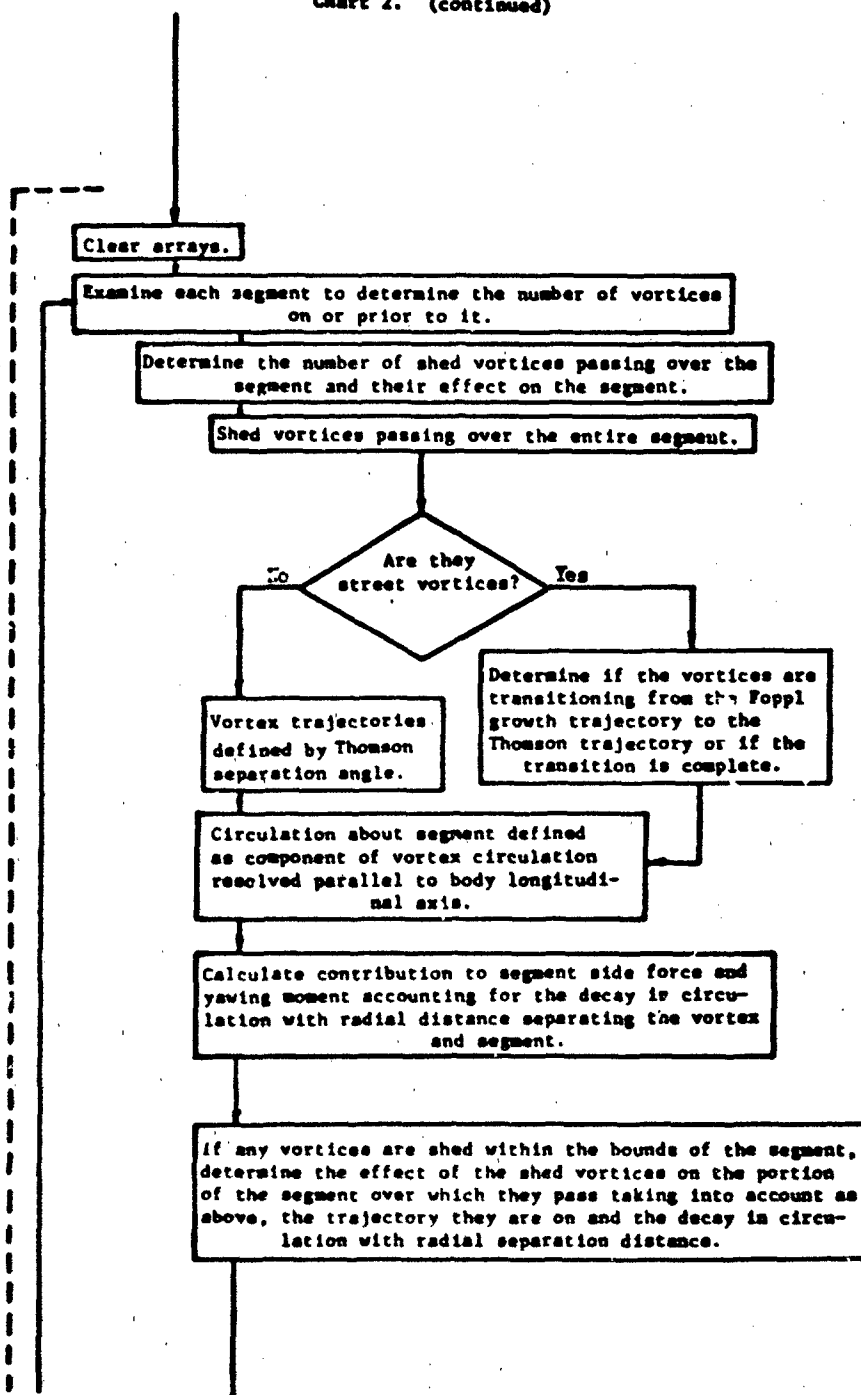 Chart 2. (continued)
Clear arrays.
Examine each segment to determine the number of vortices
on or prior to it.
Determine the number of shed vortices passing over the
segment and their effect on the segment.
Shed vortices passing over the entire segment.
Are they
street vortices?
No
Yes
Vortex trajectories
defined by Thomson
separation angle.
Determine if the vortices are
transitioning from the Foppl
growth trajectory to the
Thomson trajectory or if the
transition is complete.
Circulation about segment defined
as component of vortex circulation
resolved parallel to body longitudi-
nal axis.
Calculate contribution to segment side force and
yawing moment accounting for the decay in circu-
lation with radial distance separating the vortex
and segment.
If any vortices are shed within the bounds of the segment,
determine the effect of the shed vortices on the portion
of the segment over which they pass taking into account as
above, the trajectory they are on and the decay in circu-
lation with radial separation distance.